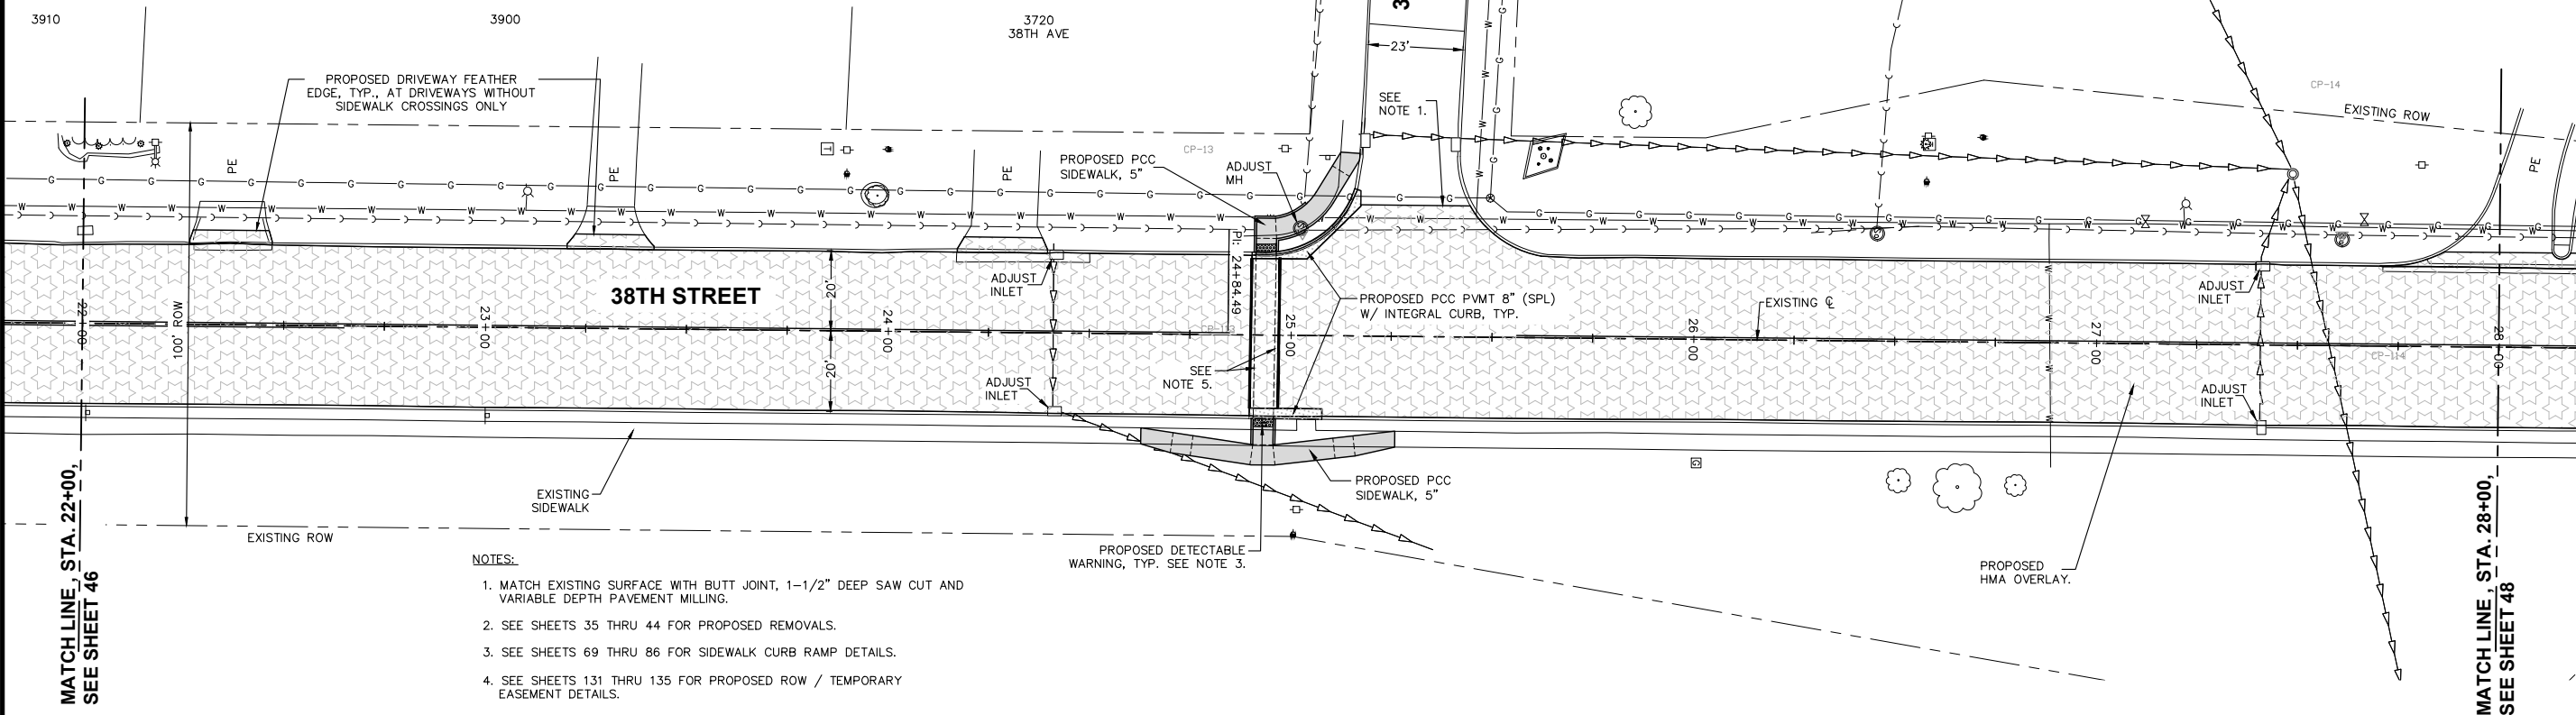 3910
3900
3720
38TH AVE
3
23'
PROPOSED DRIVEWAY FEATHER
EDGE, TYP., AT DRIVEWAYS WITHOUT
SIDEWALK CROSSINGS ONLY
SEE
NOTE 1.
CP-14
EXISTING ROW
PE
PE
PE
PE
CP-13
PROPOSED PCC
SIDEWALK, 5"
ADJUST
MH
38TH STREET
100' ROW
20'
20'
ADJUST
INLET
ADJUST
INLET
PI: 24+84.49
CP-113
PROPOSED PCC PVMT 8" (SPL)
W/ INTEGRAL CURB, TYP.
EXISTING ℄
SEE
NOTE 5.
22+00
23+00
24+00
25+00
26+00
27+00
28+00
CP-114
ADJUST
INLET
ADJUST
INLET
EXISTING
SIDEWALK
PROPOSED PCC
SIDEWALK, 5"
EXISTING ROW
PROPOSED DETECTABLE
WARNING, TYP. SEE NOTE 3.
PROPOSED
HMA OVERLAY.
MATCH LINE, STA. 22+00,
SEE SHEET 46
MATCH LINE, STA. 28+00,
SEE SHEET 48
NOTES:
1. MATCH EXISTING SURFACE WITH BUTT JOINT, 1-1/2" DEEP SAW CUT AND
VARIABLE DEPTH PAVEMENT MILLING.
2. SEE SHEETS 35 THRU 44 FOR PROPOSED REMOVALS.
3. SEE SHEETS 69 THRU 86 FOR SIDEWALK CURB RAMP DETAILS.
4. SEE SHEETS 131 THRU 135 FOR PROPOSED ROW / TEMPORARY
EASEMENT DETAILS.